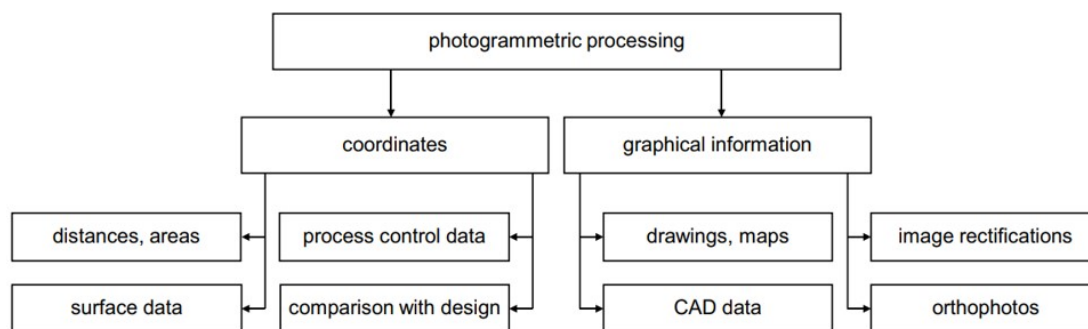 photogrammetric processing
coordinates
graphical information
distances, areas
process control data
drawings, maps
image rectifications
surface data
comparison with design
CAD data
orthophotos